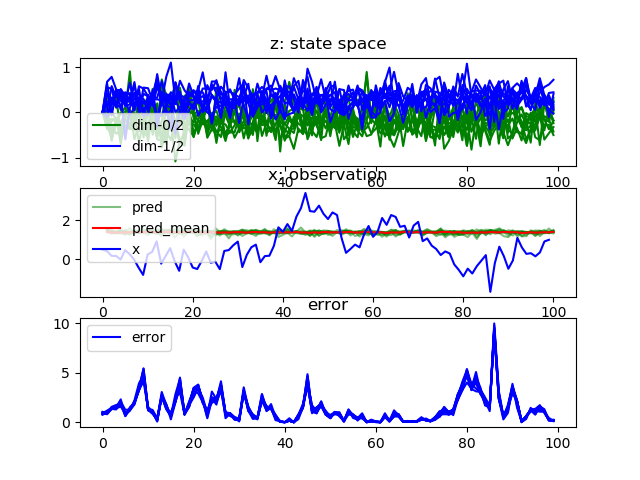 z: state space
1
0
−1
dim-0/2
dim-1/2
0 20 40 60 80 100
x: observation
2
0
pred
pred_mean
x
0 20 40 60 80 100
error
10
5
0
error
0 20 40 60 80 100